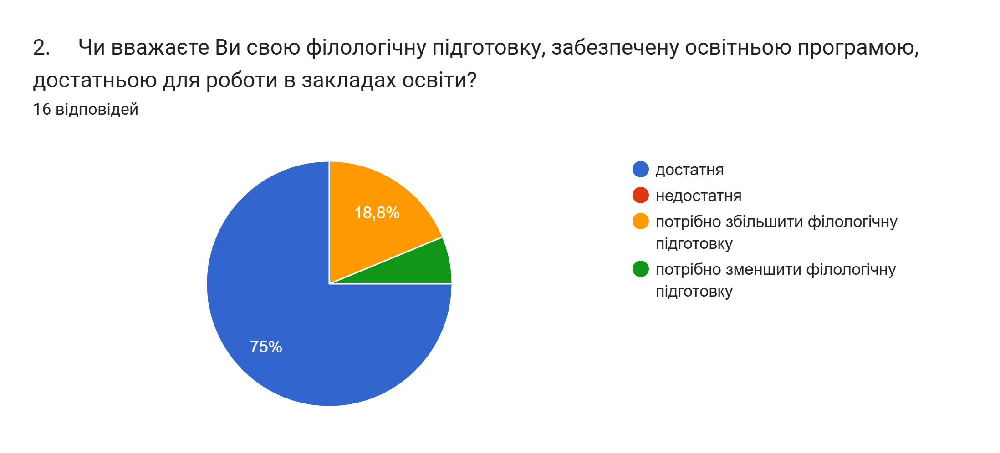 2. Чи вважаєте Ви свою філологічну підготовку, забезпечену освітньою програмою,
достатньою для роботи в закладах освіти?
16 відповідей
достатня
недостатня
потрібно збільшити філологічну
підготовку
потрібно зменшити філологічну
підготовку
18,8%
75%